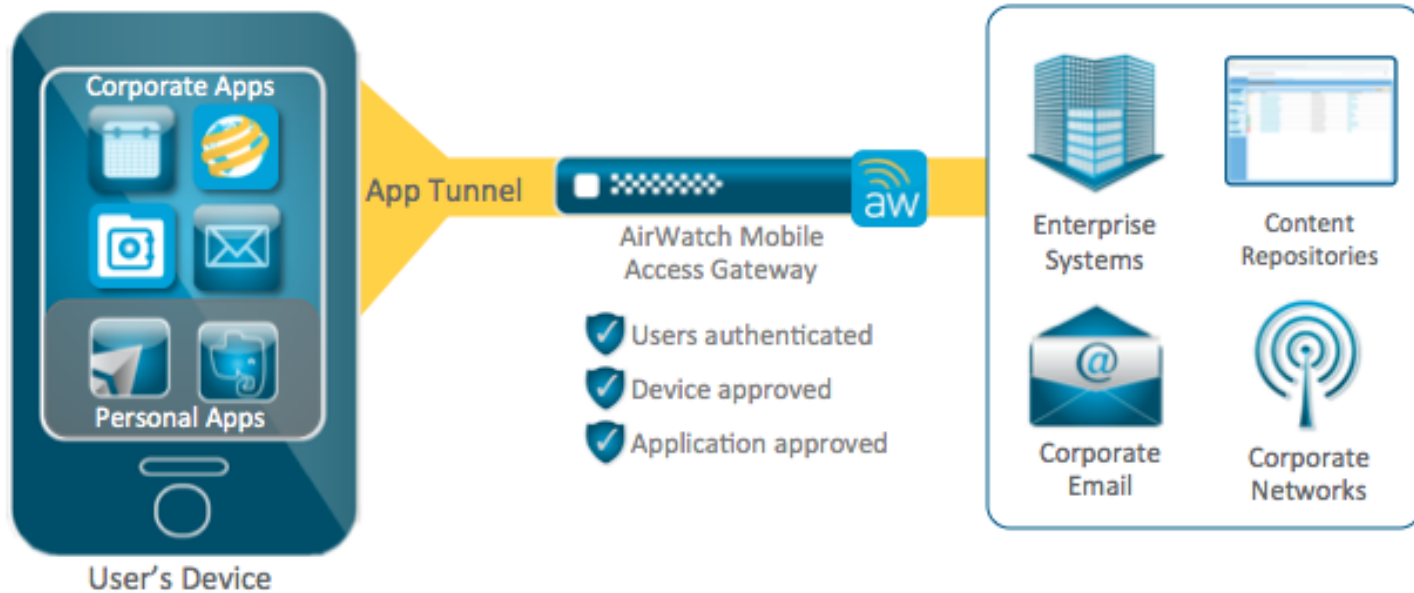 Corporate Apps
Personal Apps
User's Device
App Tunnel
aw
AirWatch Mobile
Access Gateway
Users authenticated
Device approved
Application approved
Enterprise
Systems
Content
Repositories
@
Corporate
Email
Corporate
Networks